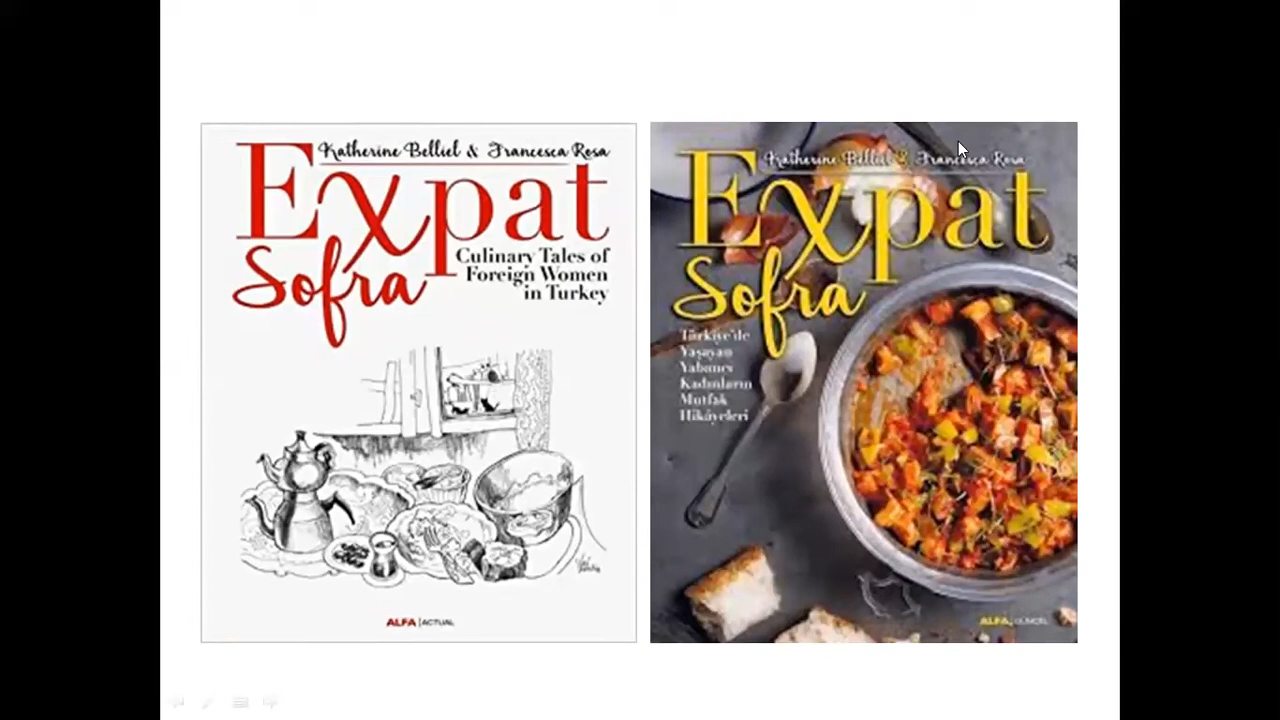 Katherine Belliel & Francesca Rosa
Expat
Sofra
Culinary Tales of
Foreign Women
in Turkey
ALFA | ACTUAL
Katherine Belliel & Francesca Rosa
Expat
Sofra
Türkiye'de
Yaşayan
Yabancı
Kadınların
Mutfak
Hikâyeleri
ALFA | GÜNCEL